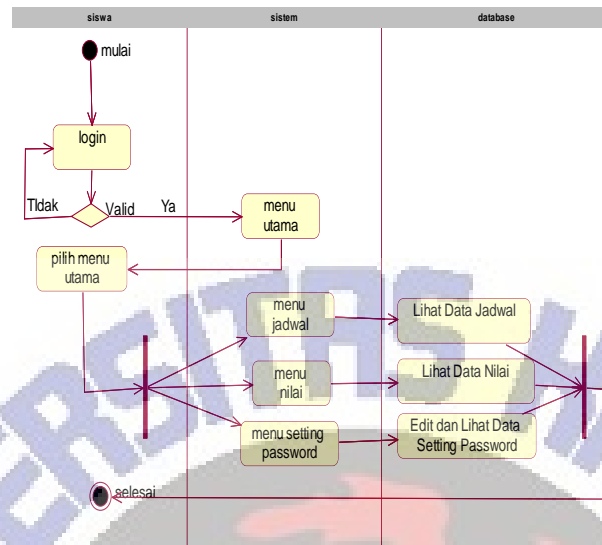 siswa
sistem
database
mulai
login
TIdak
Valid
Ya
menu
utama
pilih menu
utama
menu
jadwal
Lihat Data Jadwal
menu
nilai
Lihat Data Nilai
menu setting
password
Edit dan Lihat Data
Setting Password
selesai
ERSITAS H